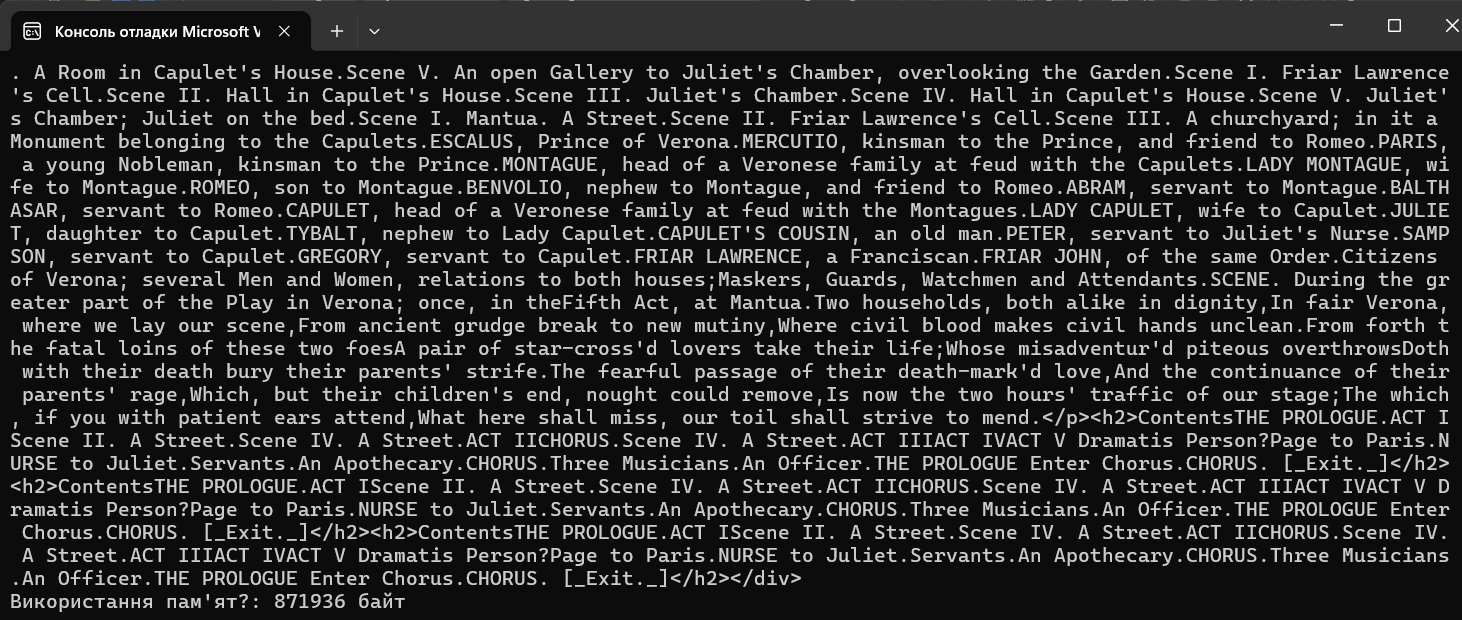 Консоль отладки Microsoft V
. A Room in Capulet's House.Scene V. An open Gallery to Juliet's Chamber, overlooking the Garden.Scene I. Friar Lawrence
's Cell.Scene II. Hall in Capulet's House.Scene III. Juliet's Chamber.Scene IV. Hall in Capulet's House.Scene V. Juliet'
s Chamber; Juliet on the bed.Scene I. Mantua. A Street.Scene II. Friar Lawrence's Cell.Scene III. A churchyard; in it a
Monument belonging to the Capulets.ESCALUS, Prince of Verona.MERCUTIO, kinsman to the Prince, and friend to Romeo.PARIS,
 a young Nobleman, kinsman to the Prince.MONTAGUE, head of a Veronese family at feud with the Capulets.LADY MONTAGUE, wi
fe to Montague.ROMEO, son to Montague.BENVOLIO, nephew to Montague, and friend to Romeo.ABRAM, servant to Montague.BALTH
ASAR, servant to Romeo.CAPULET, head of a Veronese family at feud with the Montagues.LADY CAPULET, wife to Capulet.JULIE
T, daughter to Capulet.TYBALT, nephew to Lady Capulet.CAPULET'S COUSIN, an old man.PETER, servant to Juliet's Nurse.SAMP
SON, servant to Capulet.GREGORY, servant to Capulet.FRIAR LAWRENCE, a Franciscan.FRIAR JOHN, of the same Order.Citizens
of Verona; several Men and Women, relations to both houses;Maskers, Guards, Watchmen and Attendants.SCENE. During the gr
eater part of the Play in Verona; once, in theFifth Act, at Mantua.Two households, both alike in dignity,In fair Verona,
 where we lay our scene,From ancient grudge break to new mutiny,Where civil blood makes civil hands unclean.From forth t
he fatal loins of these two foesA pair of star-cross'd lovers take their life;Whose misadventur'd piteous overthrowsDoth
 with their death bury their parents' strife.The fearful passage of their death-mark'd love,And the continuance of their
 parents' rage,Which, but their children's end, nought could remove,Is now the two hours' traffic of our stage;The which
, if you with patient ears attend,What here shall miss, our toil shall strive to mend.</p><h2>ContentsTHE PROLOGUE.ACT I
Scene II. A Street.Scene IV. A Street.ACT IICHORUS.Scene IV. A Street.ACT IIIACT IVACT V Dramatis Person?Page to Paris.N
URSE to Juliet.Servants.An Apothecary.CHORUS.Three Musicians.An Officer.THE PROLOGUE Enter Chorus.CHORUS. [_Exit._]</h2>
<h2>ContentsTHE PROLOGUE.ACT IScene II. A Street.Scene IV. A Street.ACT IICHORUS.Scene IV. A Street.ACT IIIACT IVACT V D
ramatis Person?Page to Paris.NURSE to Juliet.Servants.An Apothecary.CHORUS.Three Musicians.An Officer.THE PROLOGUE Enter
 Chorus.CHORUS. [_Exit._]</h2><h2>ContentsTHE PROLOGUE.ACT IScene II. A Street.Scene IV. A Street.ACT IICHORUS.Scene IV.
 A Street.ACT IIIACT IVACT V Dramatis Person?Page to Paris.NURSE to Juliet.Servants.An Apothecary.CHORUS.Three Musicians
.An Officer.THE PROLOGUE Enter Chorus.CHORUS. [_Exit._]</h2></div>
Використання пам'ят?: 871936 байт